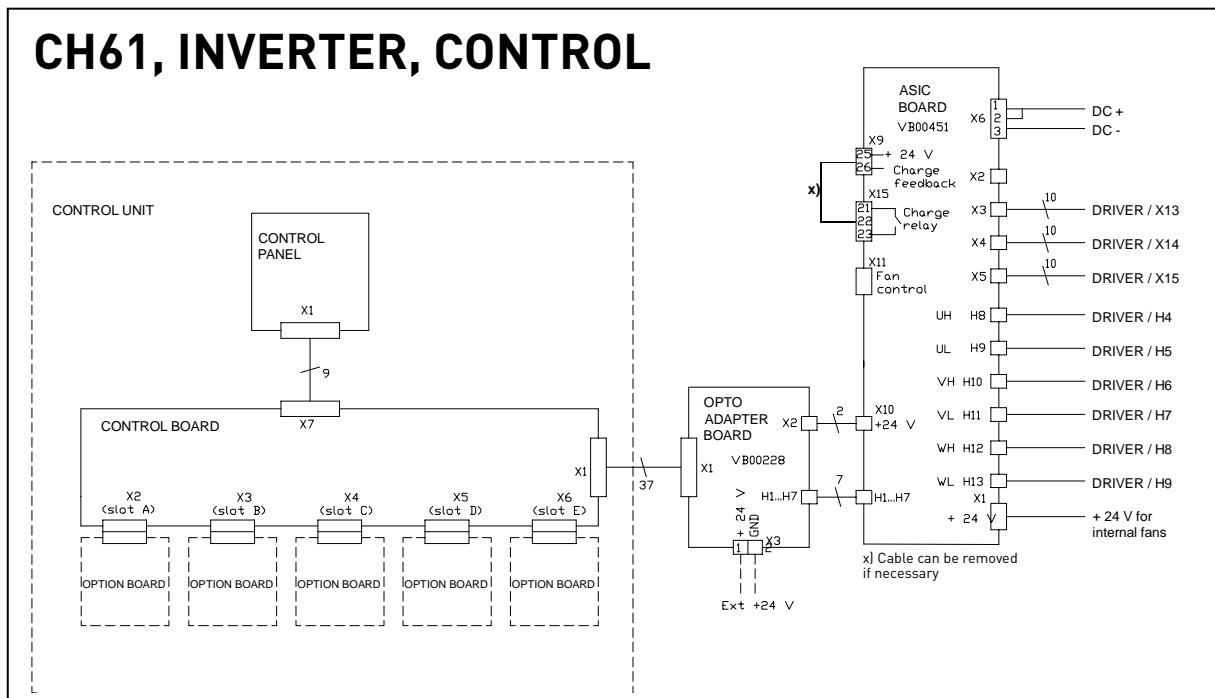 CH61, INVERTER, CONTROL
CONTROL UNIT
CONTROL
PANEL
X1
9
X7
CONTROL BOARD
X1
37
X2
(slot A)
X3
(slot B)
X4
(slot C)
X5
(slot D)
X6
(slot E)
OPTION BOARD
OPTION BOARD
OPTION BOARD
OPTION BOARD
OPTION BOARD
OPTO
ADAPTER
BOARD
VB00228
X1
X2
2
H1...H7
7
+ 24 V
GND
X3
1
2
Ext +24 V
ASIC
BOARD
VB00451
X6
1
2
3
DC +
DC -
X9
25
+ 24 V
26
Charge
feedback
x)
X15
21
22
23
Charge
relay
X11
Fan
control
X10
+24 V
H1...H7
X2
X3
10
DRIVER / X13
X4
10
DRIVER / X14
X5
10
DRIVER / X15
UH H8
DRIVER / H4
UL H9
DRIVER / H5
VH H10
DRIVER / H6
VL H11
DRIVER / H7
WH H12
DRIVER / H8
WL H13
DRIVER / H9
X1
+ 24 V
+ 24 V for
internal fans
x) Cable can be removed
if necessary